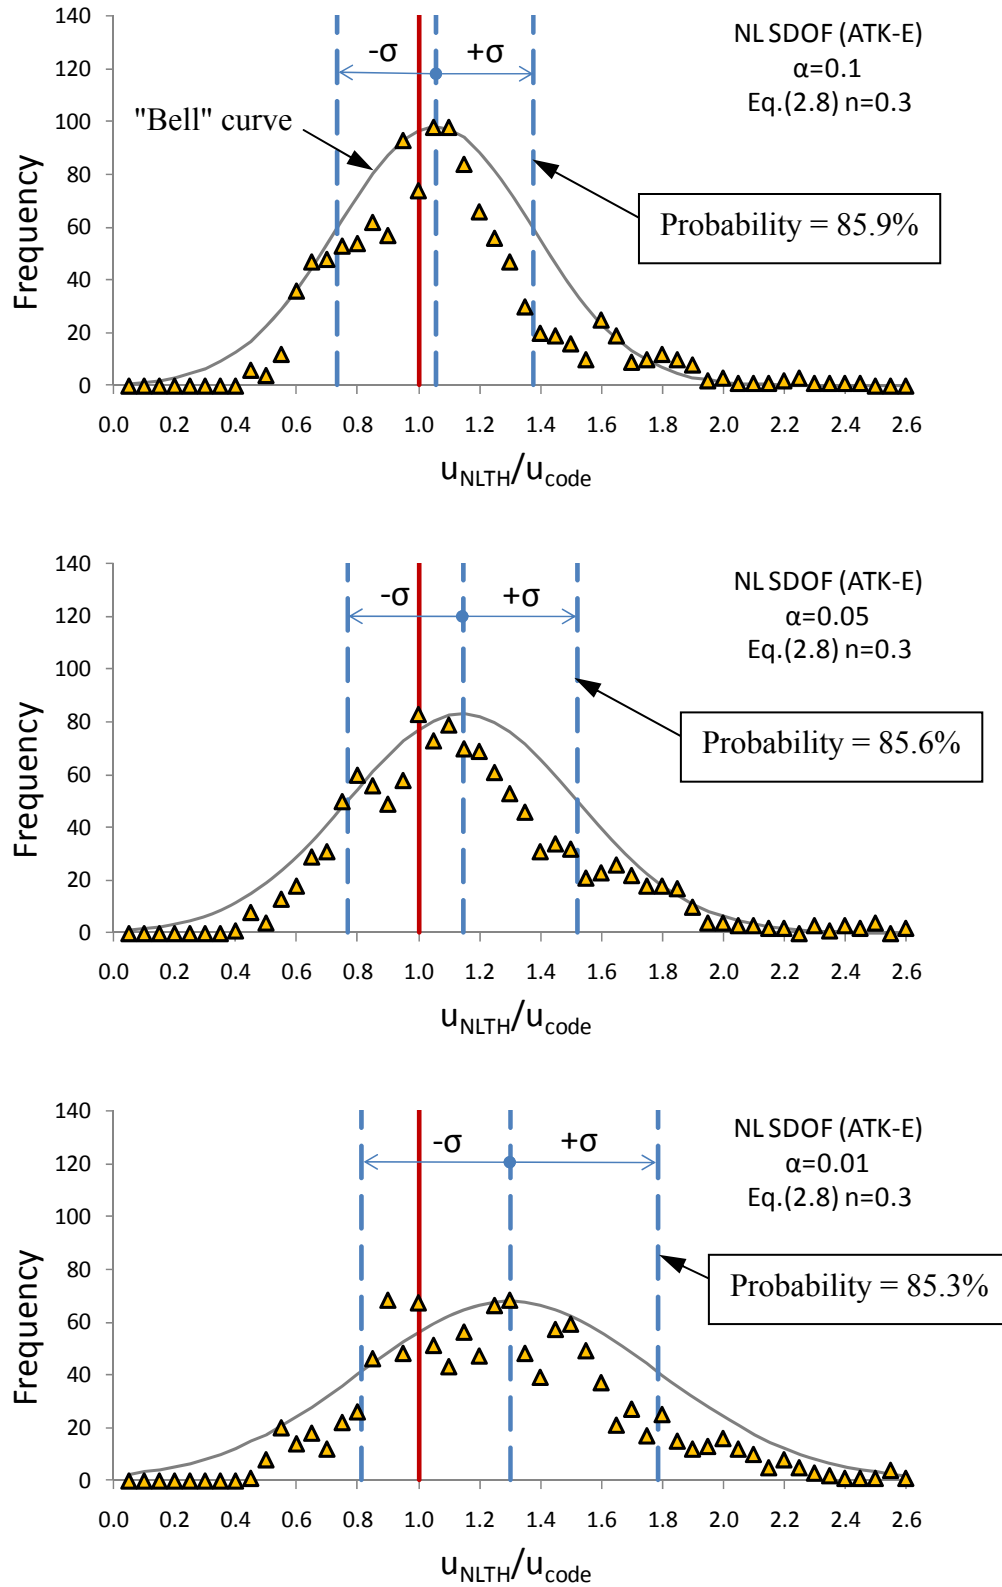 140
120
100
80
60
40
20
0
Frequency
-σ
+σ
"Bell" curve
NL SDOF (ATK-E)
α=0.1
Eq.(2.8) n=0.3
Probability = 85.9%
0.0 0.2 0.4 0.6 0.8 1.0 1.2 1.4 1.6 1.8 2.0 2.2 2.4 2.6
uNLTH/ucode
140
120
100
80
60
40
20
0
Frequency
-σ
+σ
NL SDOF (ATK-E)
α=0.05
Eq.(2.8) n=0.3
Probability = 85.6%
0.0 0.2 0.4 0.6 0.8 1.0 1.2 1.4 1.6 1.8 2.0 2.2 2.4 2.6
uNLTH/ucode
140
120
100
80
60
40
20
0
Frequency
-σ
+σ
NL SDOF (ATK-E)
α=0.01
Eq.(2.8) n=0.3
Probability = 85.3%
0.0 0.2 0.4 0.6 0.8 1.0 1.2 1.4 1.6 1.8 2.0 2.2 2.4 2.6
uNLTH/ucode